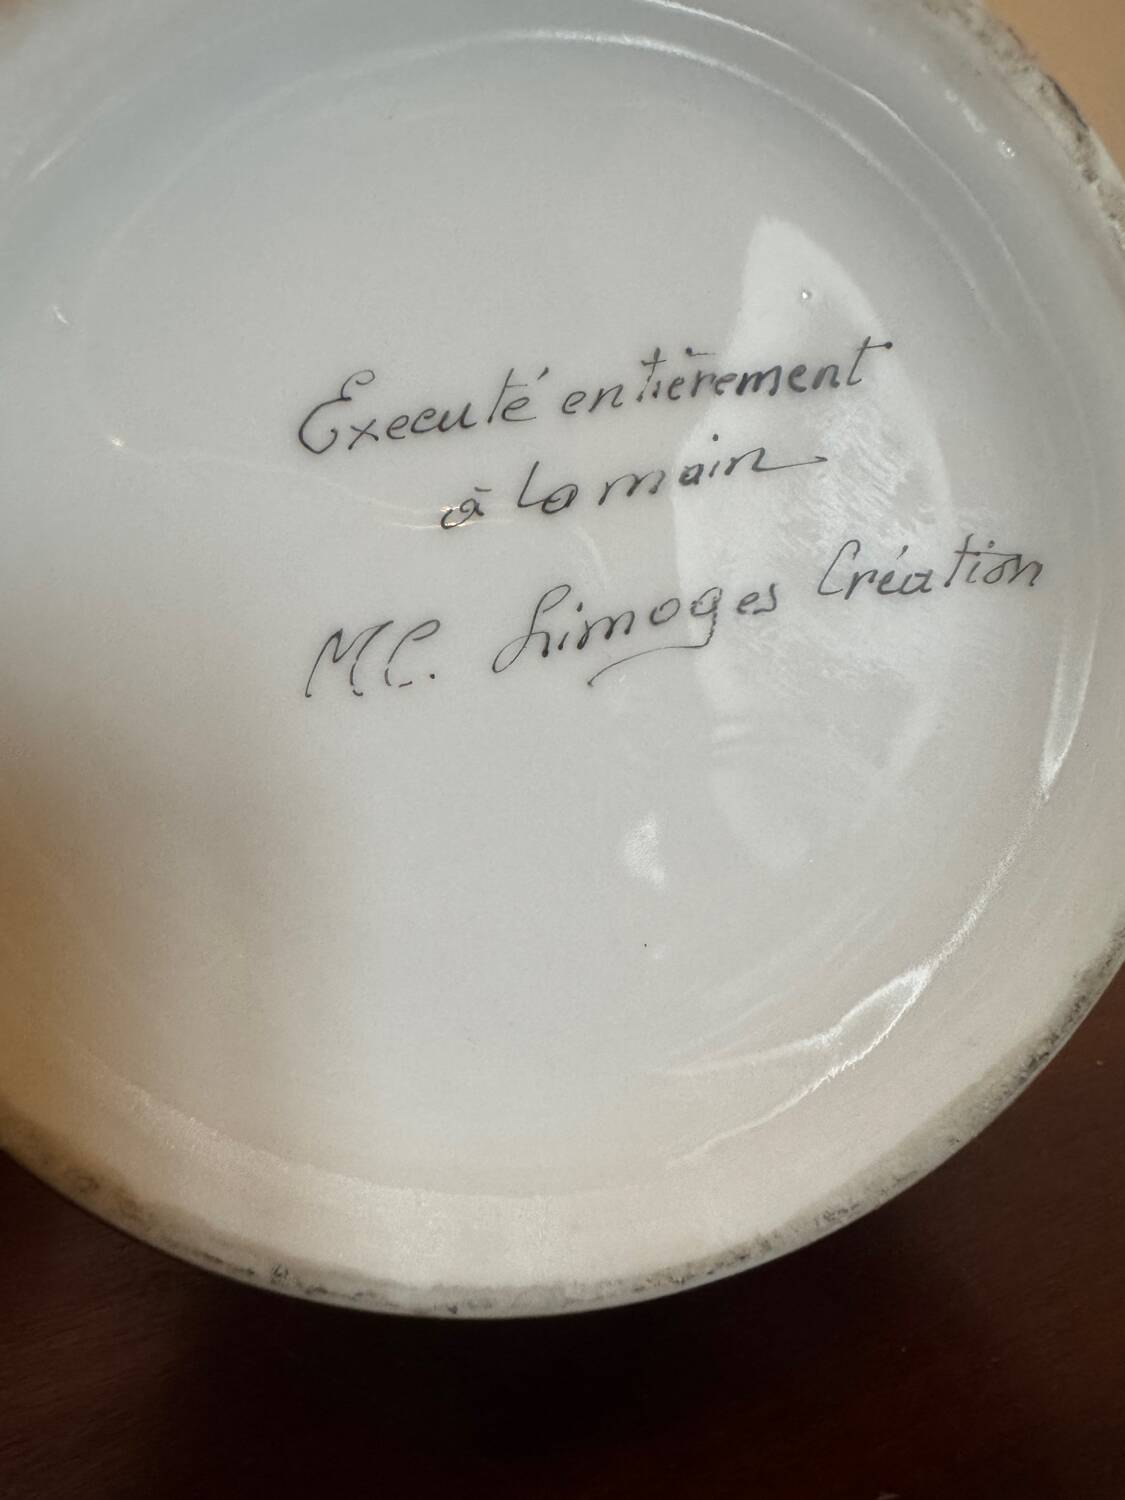 Executé entièrement
à la main
M.C. Limoges Création